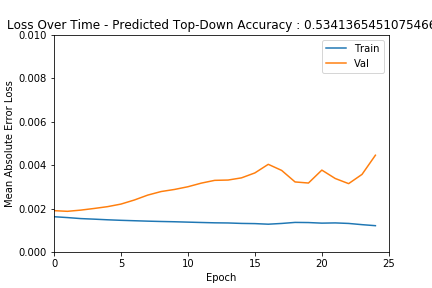 Loss Over Time - Predicted Top-Down Accuracy : 0.5341365451075466
0.010
0.008
0.006
0.004
0.002
0.000
Mean Absolute Error Loss
Train
Val
0 5 10 15 20 25
Epoch